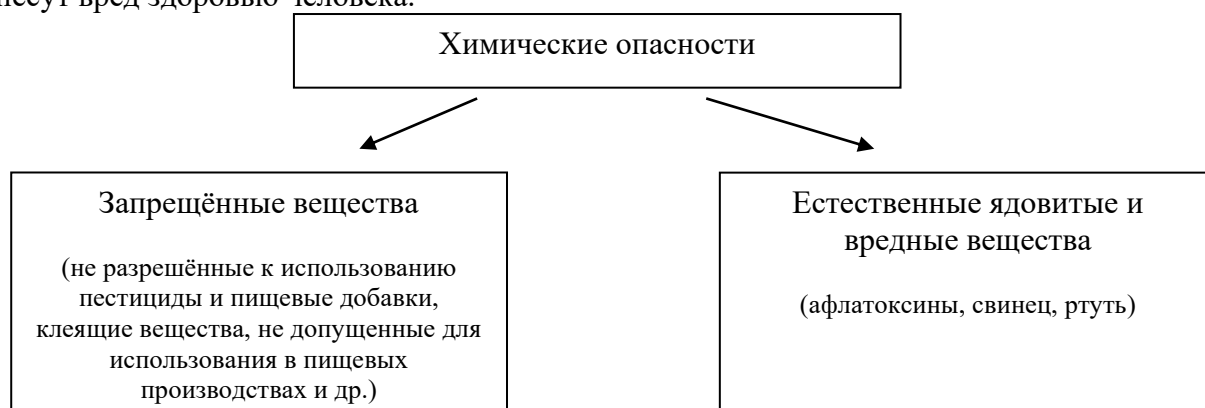 несут вред здоровью человека.
Химические опасности
Запрещённые вещества
(не разрешённые к использованию
пестициды и пищевые добавки,
клеящие вещества, не допущенные для
использования в пищевых
производствах и др.)
Естественные ядовитые и
вредные вещества
(афлатоксины, свинец, ртуть)